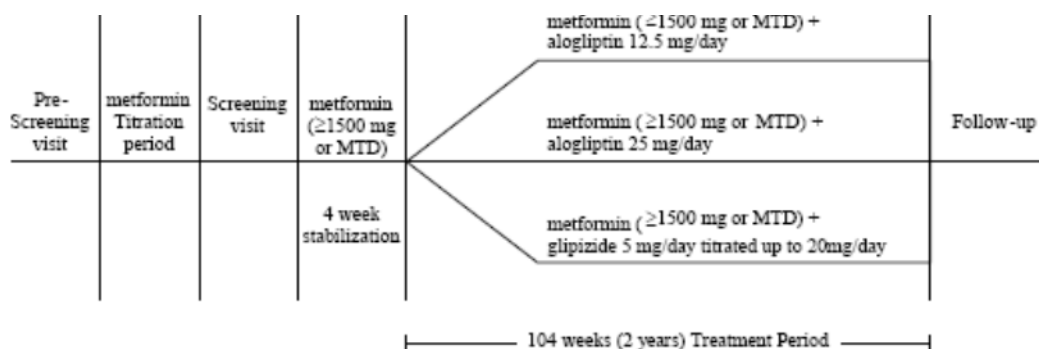 Pre-
Screening
visit
metformin
Titration
period
Screening
visit
metformin
(≥1500 mg
or MTD)
4 week
stabilization
metformin (≥1500 mg or MTD) +
alogliptin 12.5 mg/day
metformin (≥1500 mg or MTD) +
alogliptin 25 mg/day
metformin (≥1500 mg or MTD) +
glipizide 5 mg/day titrated up to 20mg/day
Follow-up
104 weeks (2 years) Treatment Period